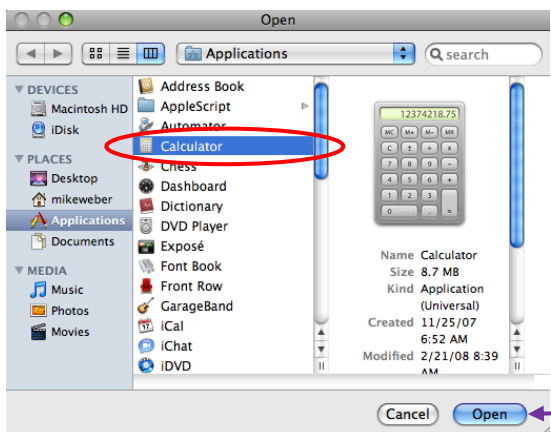 Open
Applications
search
DEVICES
Macintosh HD
iDisk
PLACES
Desktop
mikeweber
Applications
Documents
MEDIA
Music
Photos
Movies
Address Book
AppleScript
Automator
Calculator
Chess
Dashboard
Dictionary
DVD Player
Exposé
Font Book
Front Row
GarageBand
iCal
iChat
iDVD
12374218.75
MC M+ M- MR
C ± ÷ x
7 8 9 -
4 5 6 +
1 2 3 =
0 .
Name Calculator
Size 8.7 MB
Kind Application
(Universal)
Created 11/25/07
6:52 AM
Modified 2/21/08 8:39
AM
Cancel Open